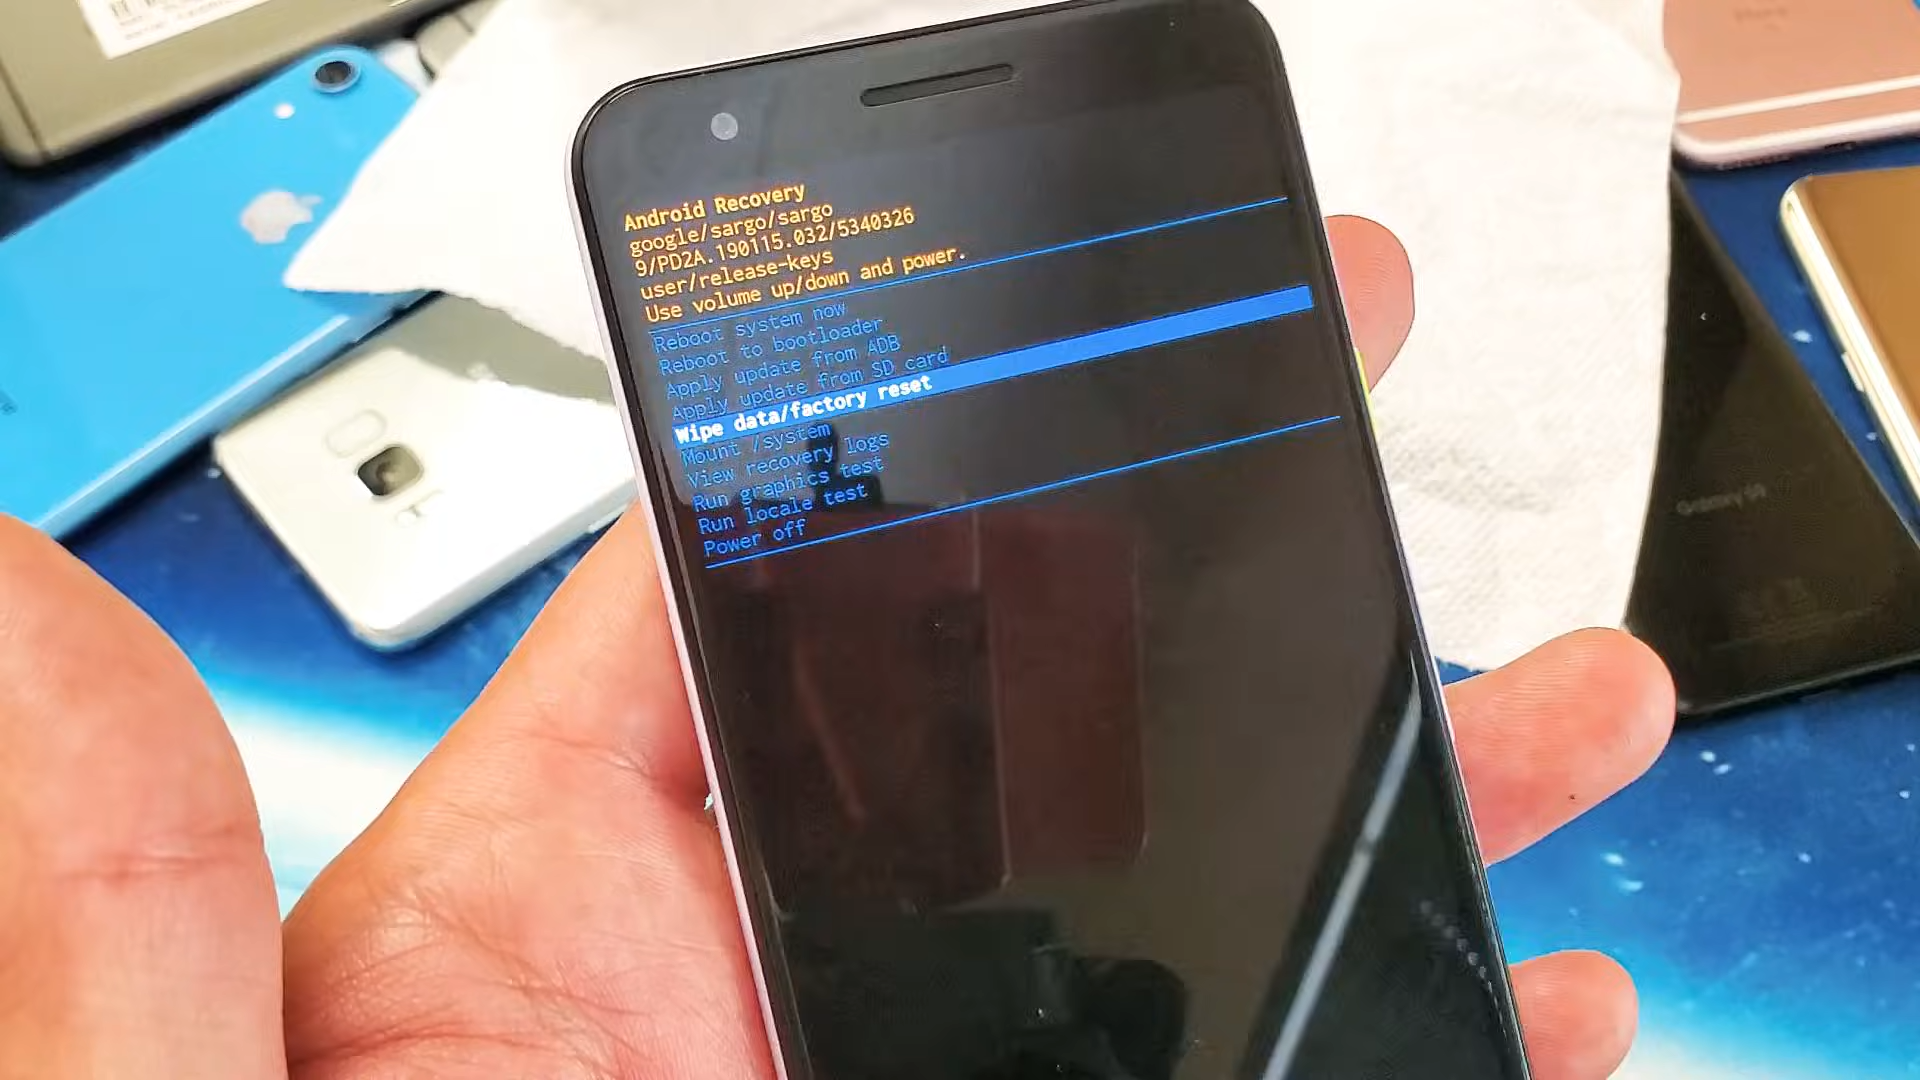 Android Recovery
google/sargo/sargo
9/PD2A.190115.032/5340326
user/release-keys
Use volume up/down and power.
Reboot system now
Reboot to bootloader
Apply update from ADB
Apply update from SD card
Wipe data/factory reset
Mount /system
View recovery logs
Run graphics test
Run locale test
Power off